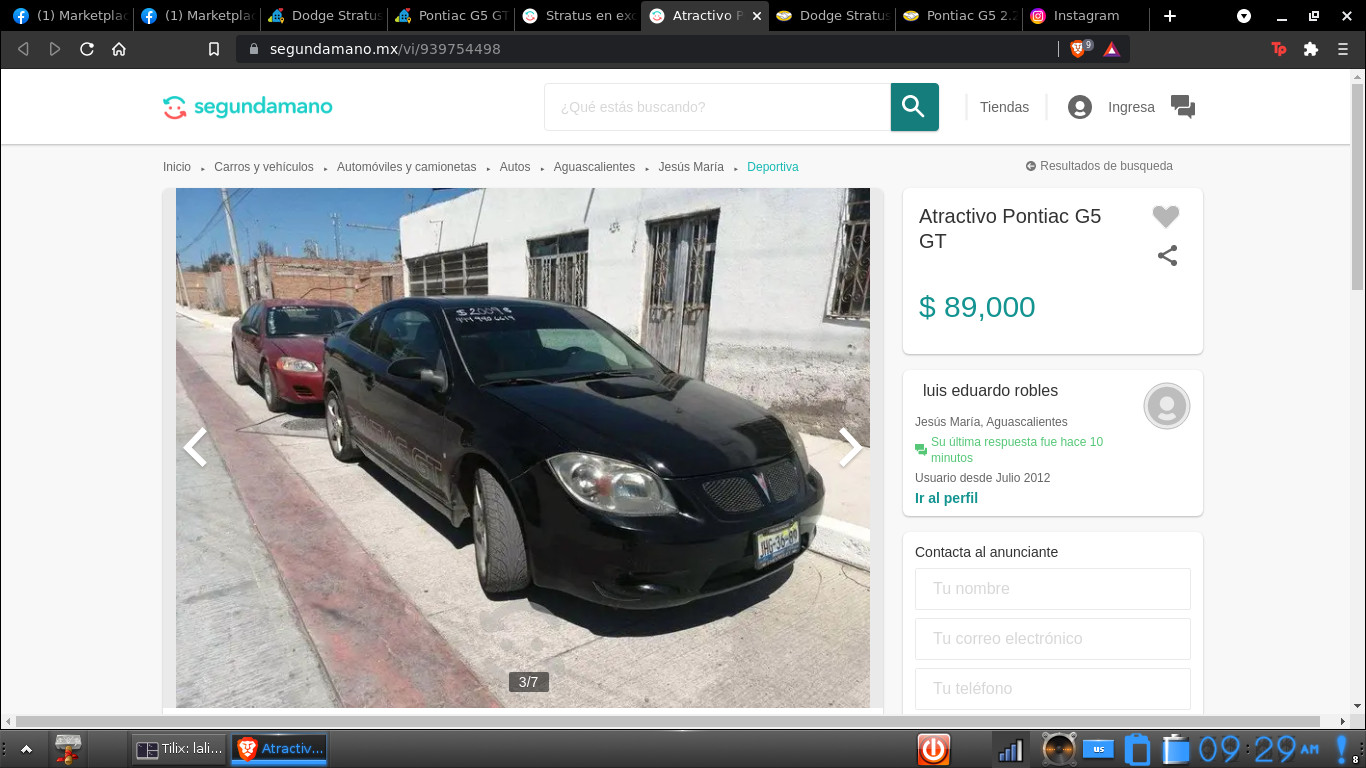 (1) Marketplac
(1) Marketplac
Dodge Stratus
Pontiac G5 GT
Stratus en exc
Atractivo P
Dodge Stratus
Pontiac G5 2.2
Instagram
segundamano.mx/vi/939754498
9
Tp
segundamano
¿Qué estás buscando?
Tiendas
Ingresa
Inicio
Carros y vehículos
Automóviles y camionetas
Autos
Aguascalientes
Jesús María
Deportiva
Resultados de busqueda
$2009$
GT
3/7
Atractivo Pontiac G5
GT
$ 89,000
luis eduardo robles
Jesús María, Aguascalientes
Su última respuesta fue hace 10
minutos
Usuario desde Julio 2012
Ir al perfil
Contacta al anunciante
Tu nombre
Tu correo electrónico
Tu teléfono
Tilix: lali...
Atractiv...
us
09:29 AM
8